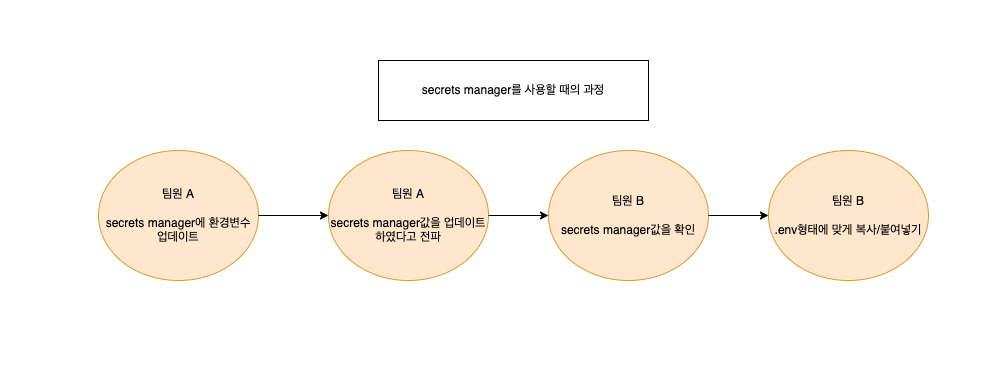 secrets manager를 사용할 때의 과정
팀원 A
secrets manager에 환경변수
업데이트
팀원 A
secrets manager값을 업데이트
하였다고 전파
팀원 B
secrets manager값을 확인
팀원 B
.env형태에 맞게 복사/붙여넣기